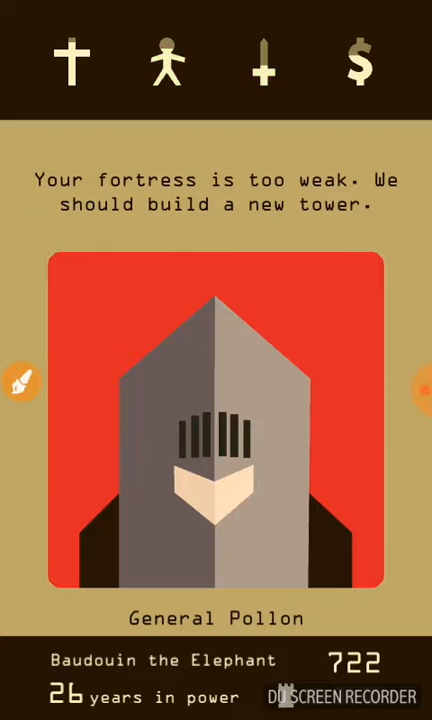 $
Your fortress is too weak. We
should build a new tower.
General Pollon
Baudouin the Elephant 722
26 years in power
DU SCREEN RECORDER